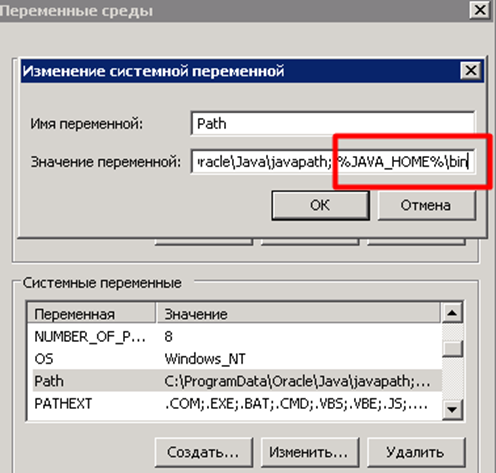 Переменные среды
Изменение системной переменной
Имя переменной: Path
Значение переменной: oracle\Java\javapath; %JAVA_HOME%\bin
ОК Отмена
Системные переменные
Переменная Значение
NUMBER_OF_P... 8
OS Windows_NT
Path C:\ProgramData\Oracle\Java\javapath;...
PATHEXT .COM;.EXE;.BAT;.CMD;.VBS;.VBE;.JS;....
Создать... Изменить... Удалить